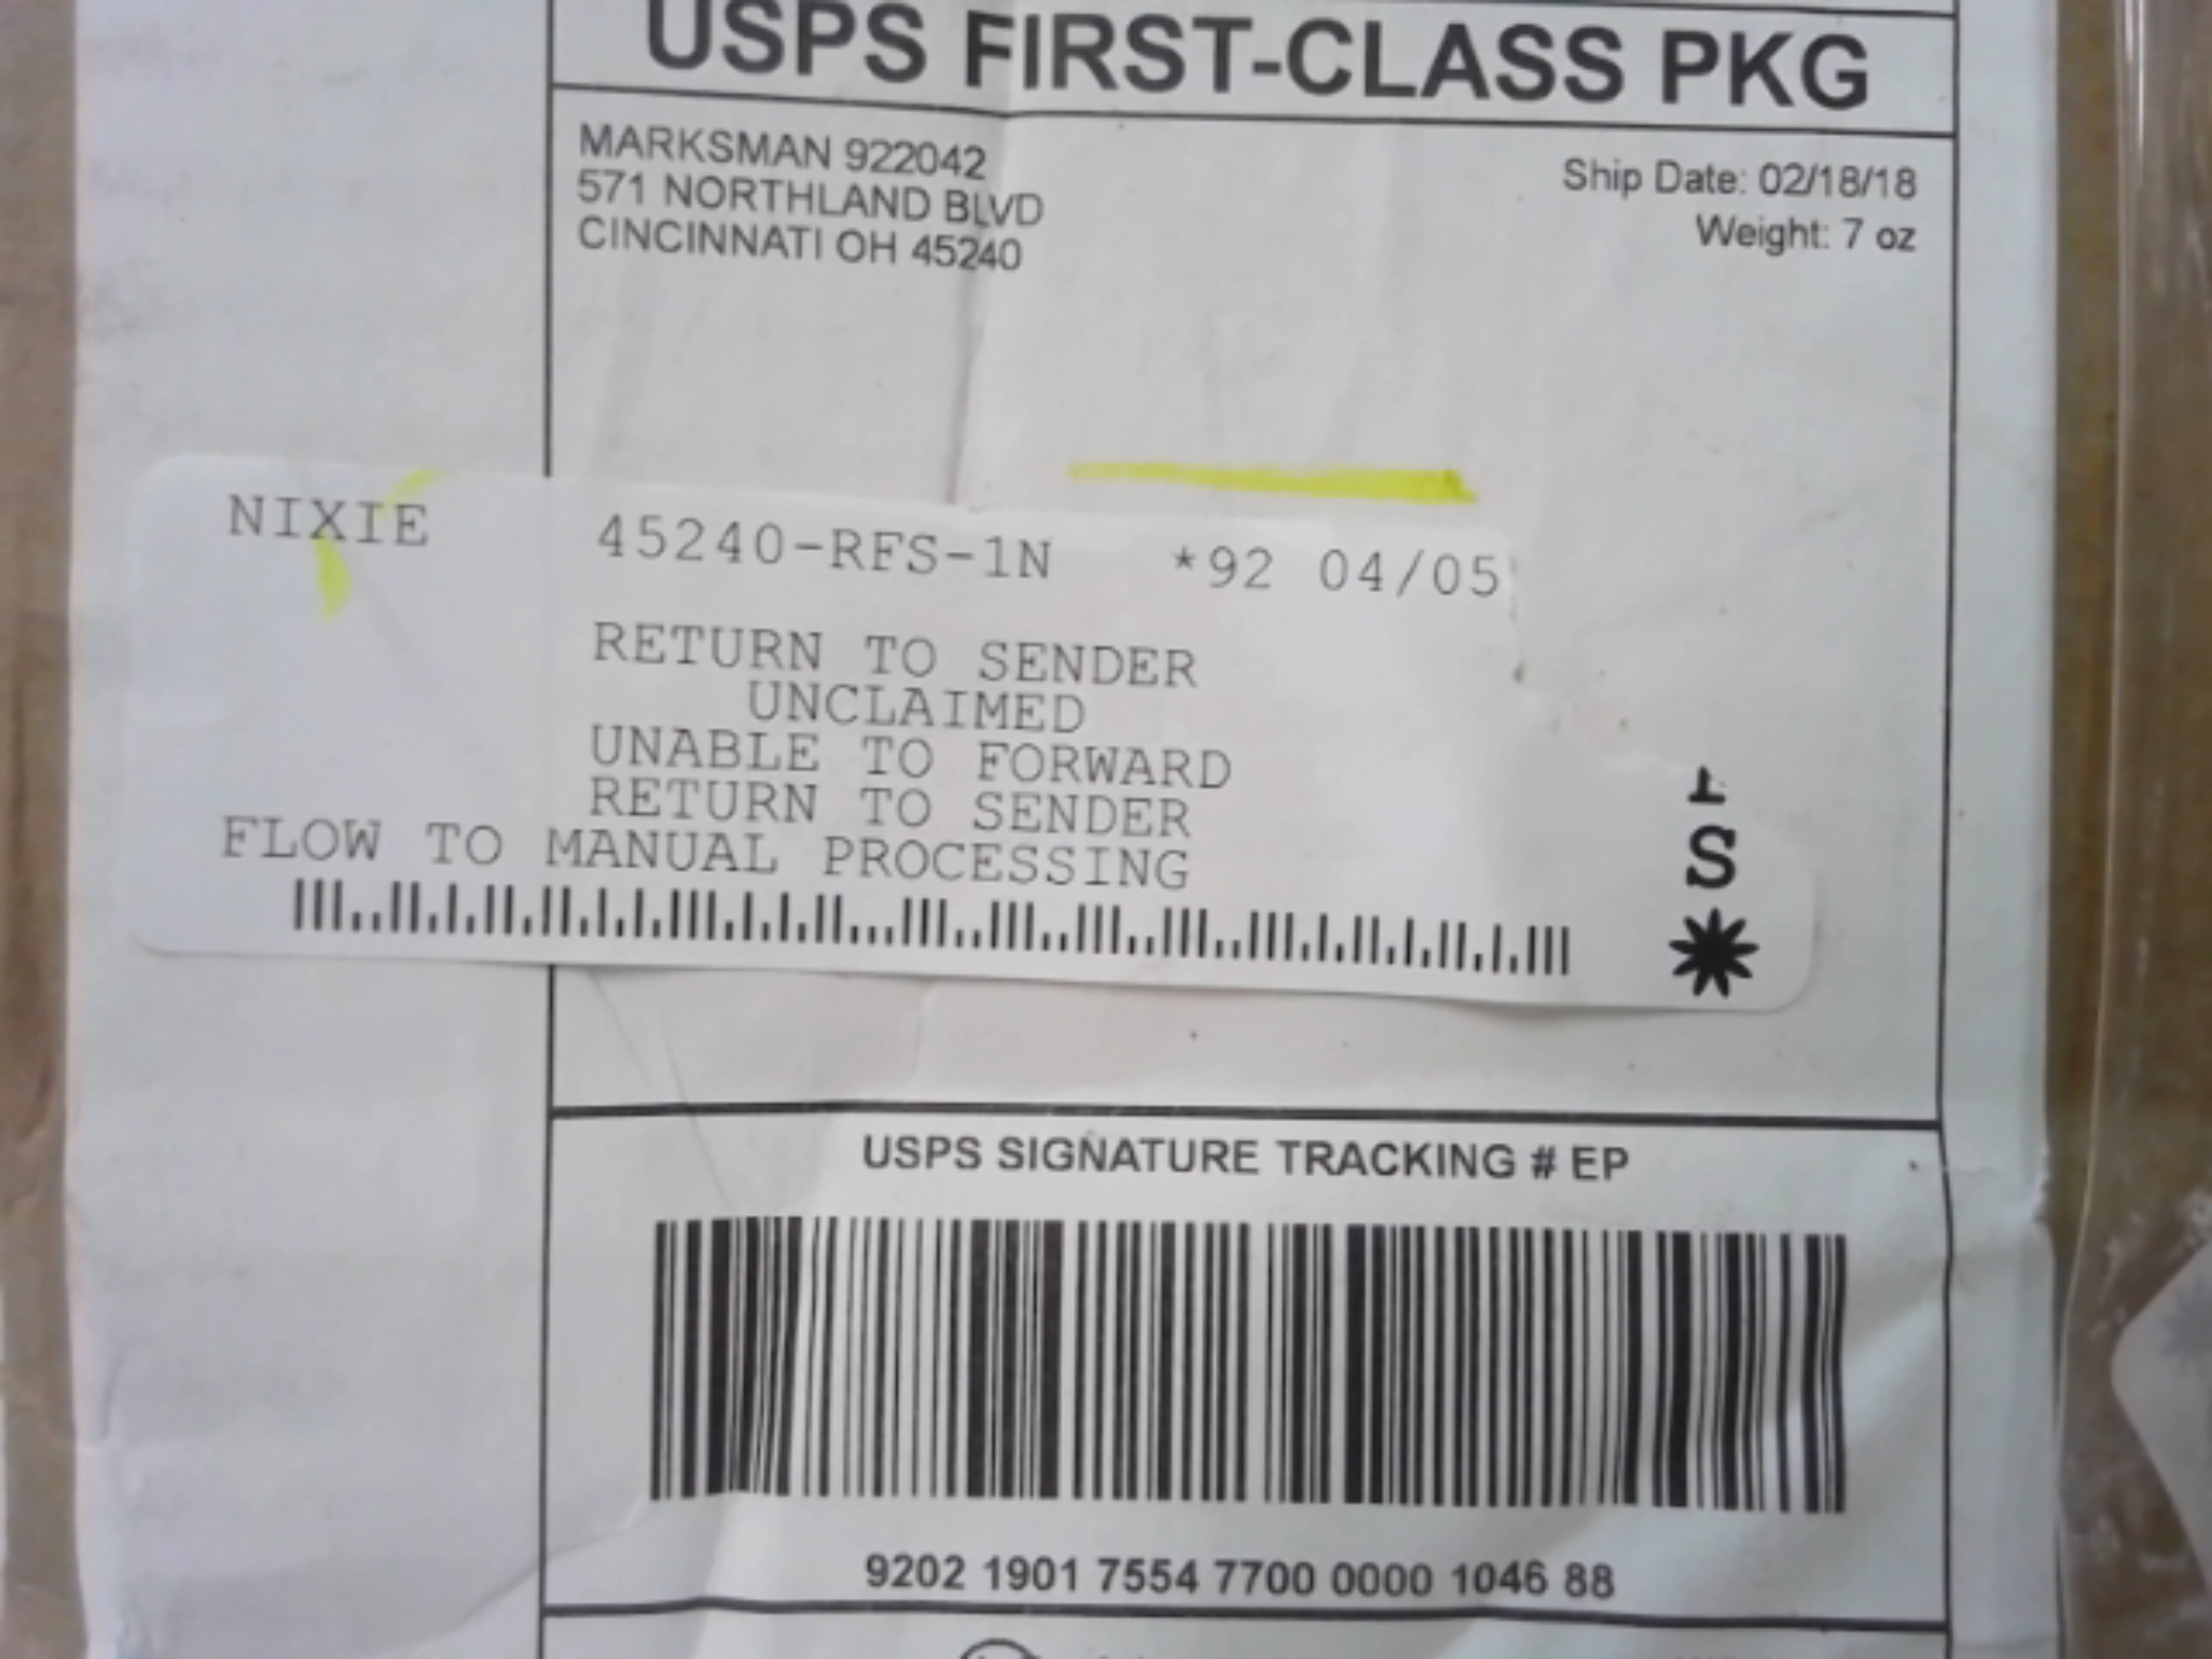 USPS FIRST-CLASS PKG
MARKSMAN 922042
571 NORTHLAND BLVD
CINCINNATI OH 45240
Ship Date: 02/18/18
Weight: 7 oz
NIXIE 45240-RFS-1N *92 04/05
RETURN TO SENDER
UNCLAIMED
UNABLE TO FORWARD
RETURN TO SENDER
FLOW TO MANUAL PROCESSING
S
USPS SIGNATURE TRACKING # EP
9202 1901 7554 7700 0000 1046 88